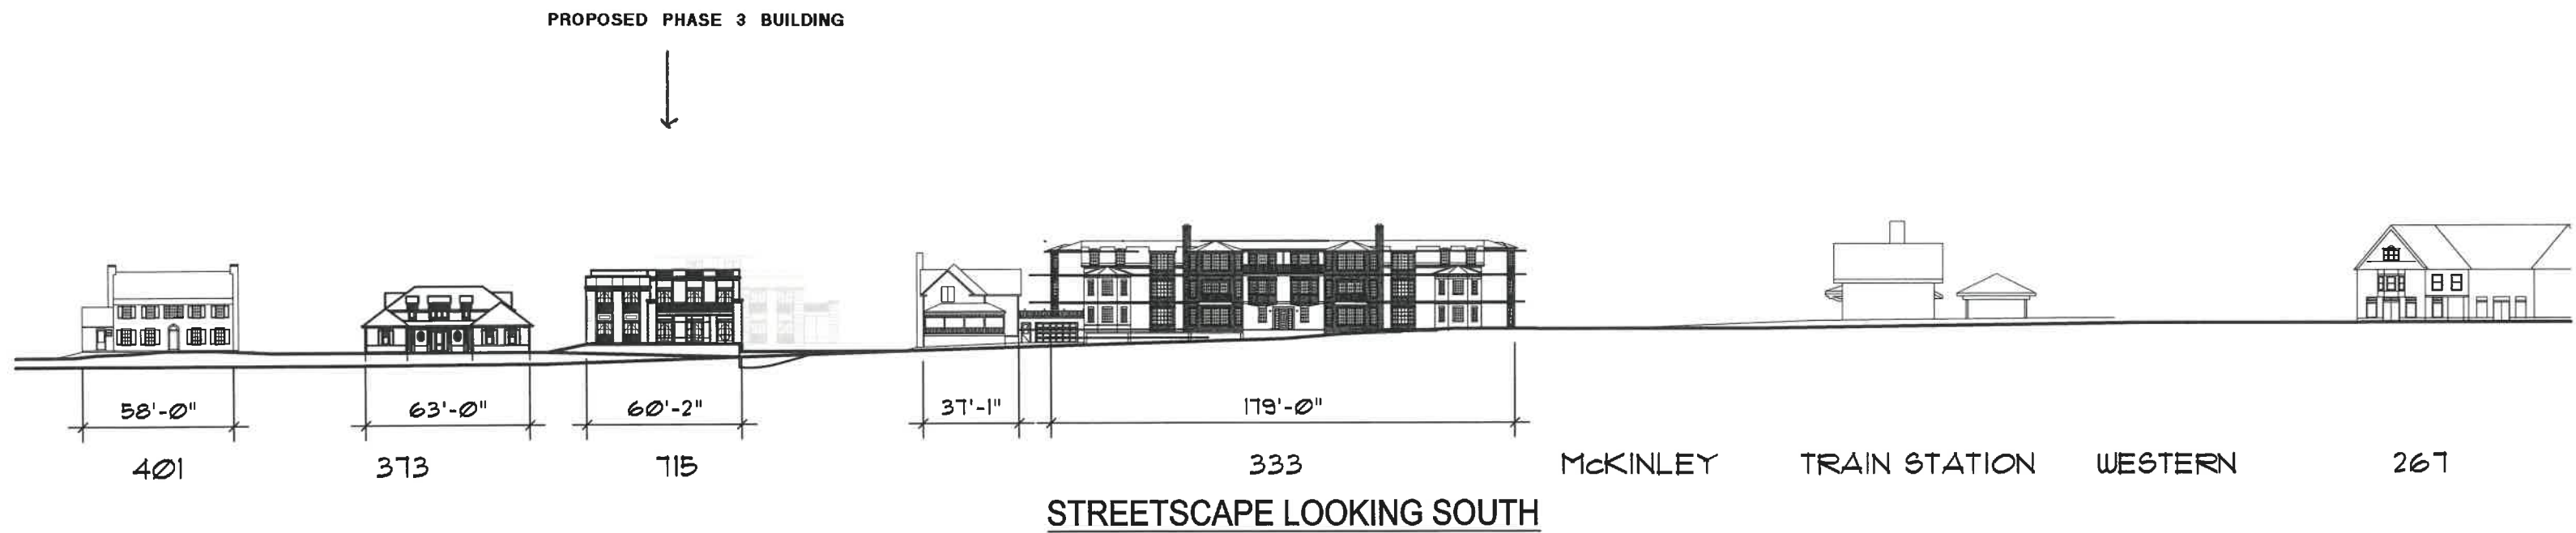 PROPOSED PHASE 3 BUILDING
58'-0" 63'-0" 60'-2" 37'-1" 179'-0"
401 373 715 333 McKINLEY TRAIN STATION WESTERN 267
STREETSCAPE LOOKING SOUTH